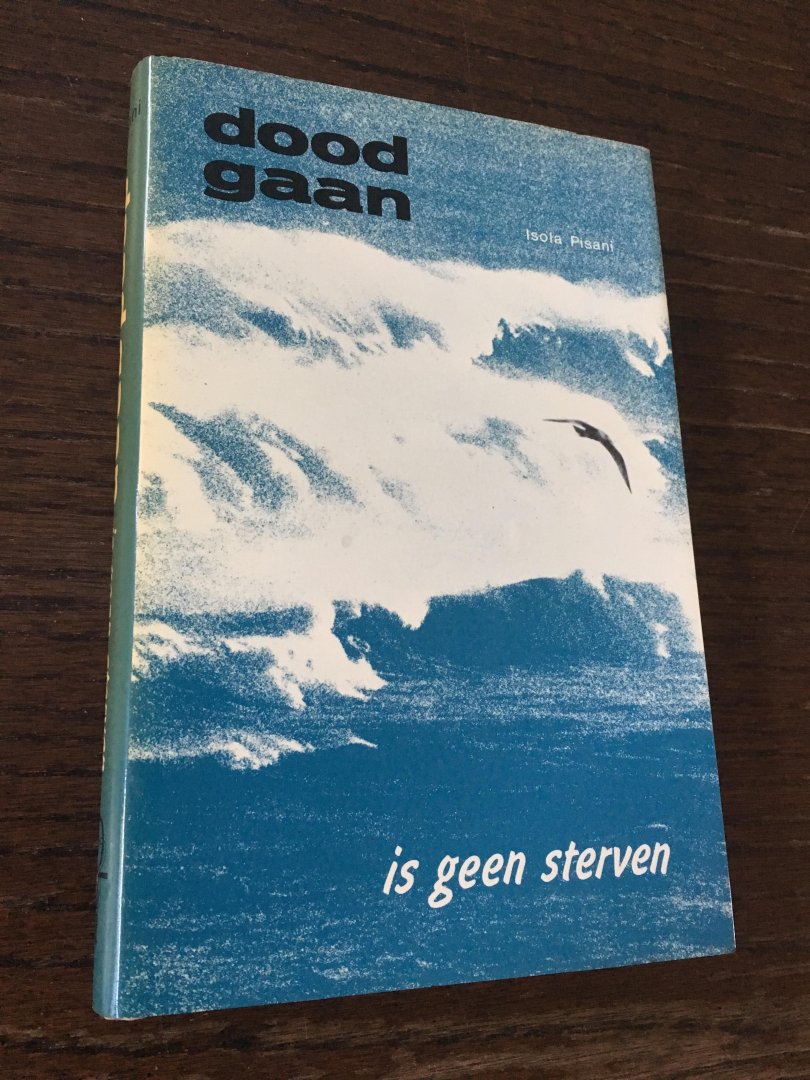 dood
gaan
Isola Pisani
is geen sterven